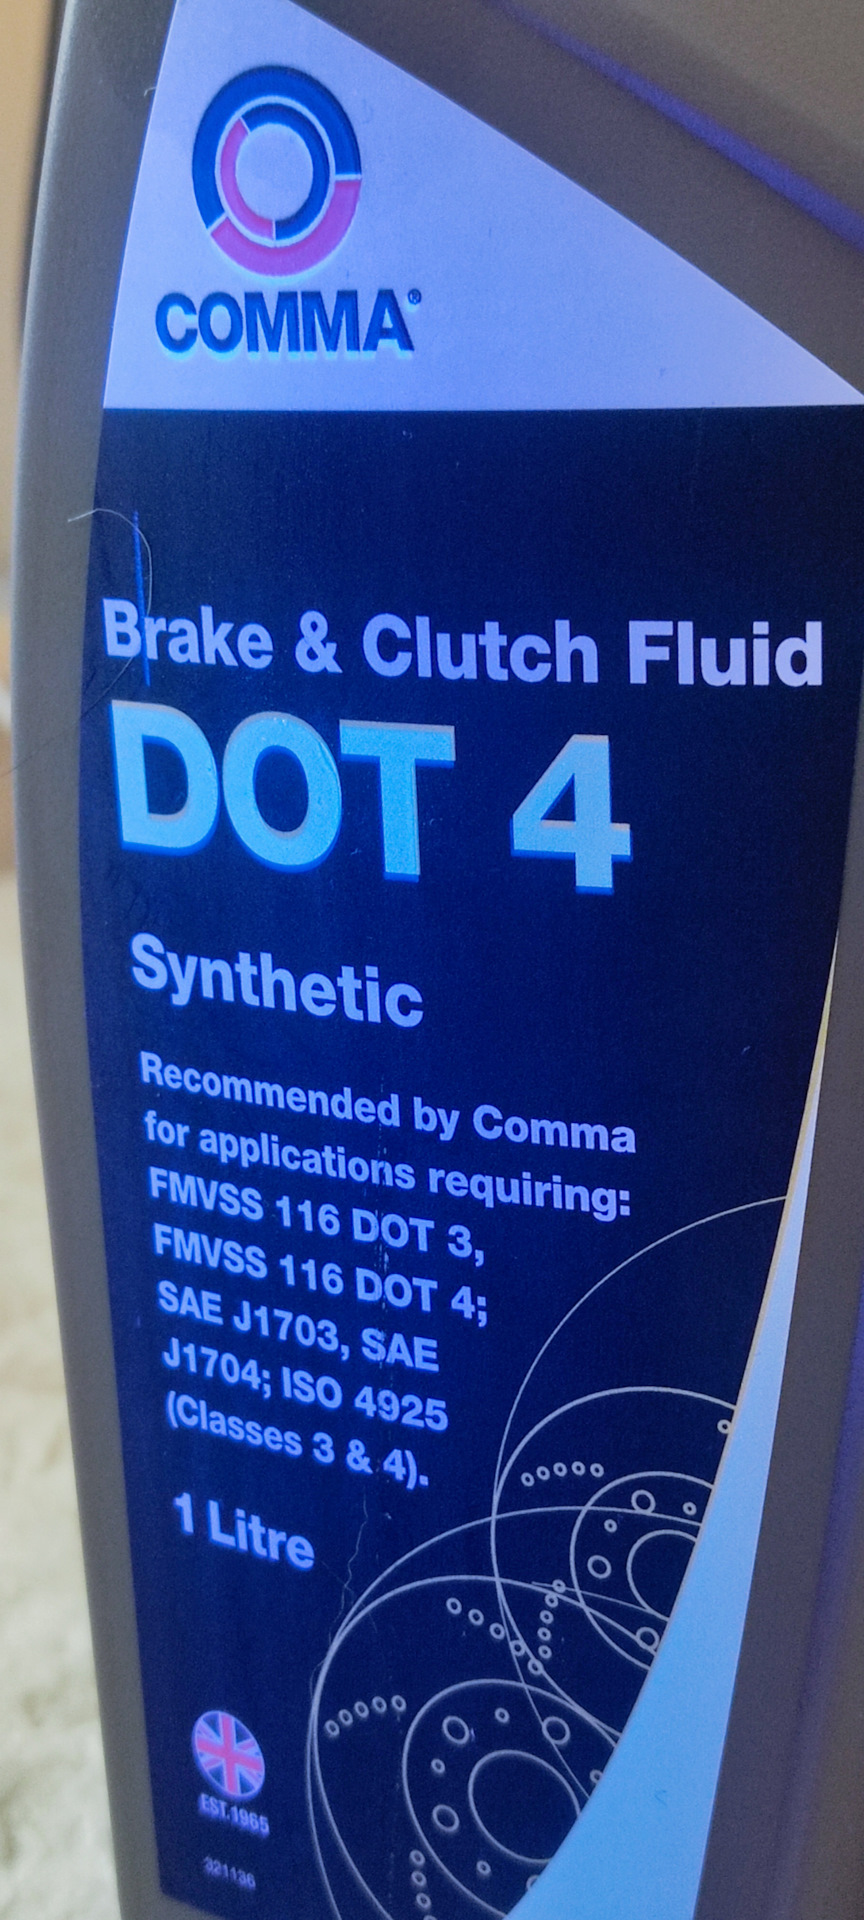 COMMA®
Brake & Clutch Fluid
DOT 4
Synthetic
Recommended by Comma
for applications requiring:
FMVSS 116 DOT 3,
FMVSS 116 DOT 4;
SAE J1703, SAE
J1704; ISO 4925
(Classes 3 & 4).
1 Litre
EST.1965
321136